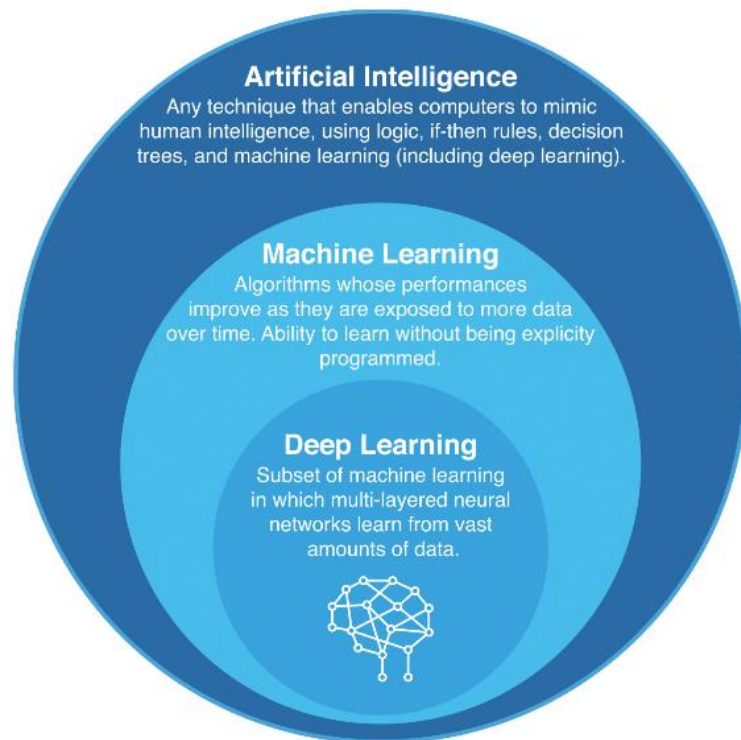 Artificial Intelligence
Any technique that enables computers to mimic
human intelligence, using logic, if-then rules, decision
trees, and machine learning (including deep learning).
Machine Learning
Algorithms whose performances
improve as they are exposed to more data
over time. Ability to learn without being explicity
programmed.
Deep Learning
Subset of machine learning
in which multi-layered neural
networks learn from vast
amounts of data.